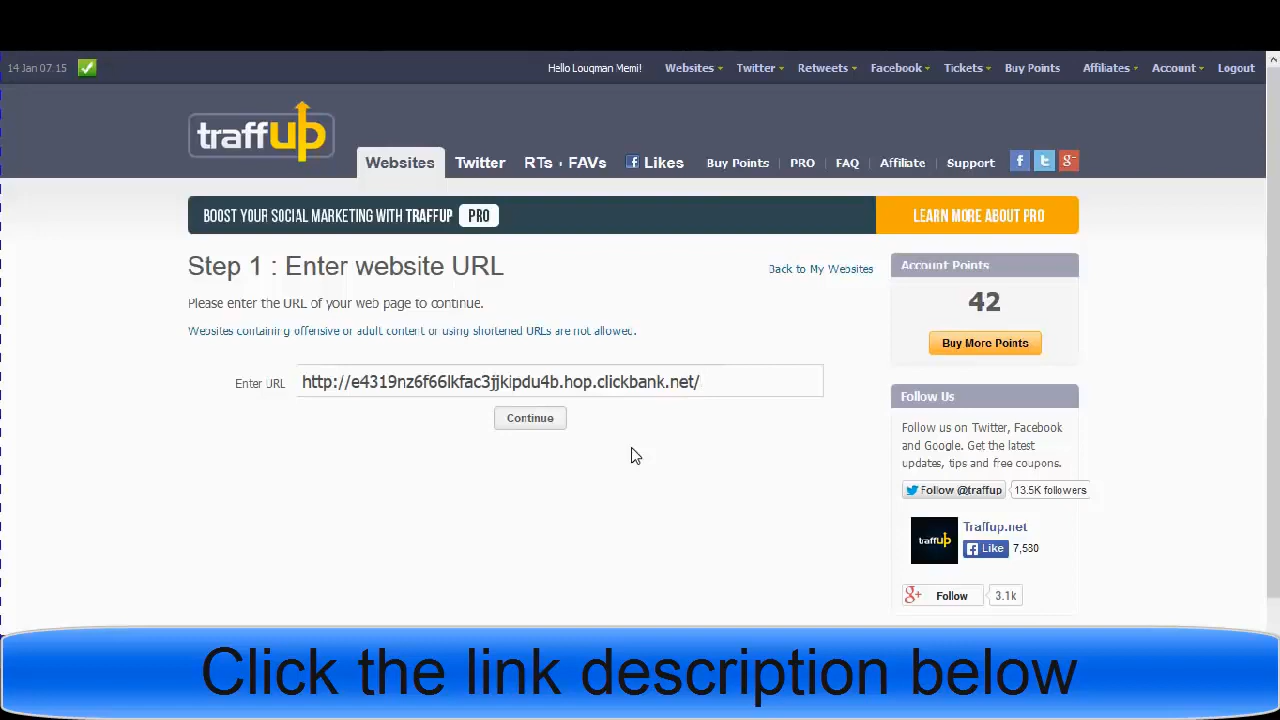 14 Jan 07:15
Hello Louqman Memi! Websites Twitter Retweets Facebook Tickets Buy Points Affiliates Account Logout
traffup
Websites Twitter RTs + FAVs f Likes Buy Points PRO FAQ Affiliate Support f t g+
BOOST YOUR SOCIAL MARKETING WITH TRAFFUP PRO LEARN MORE ABOUT PRO
Step 1 : Enter website URL
Back to My Websites
Please enter the URL of your web page to continue.
Websites containing offensive or adult content or using shortened URLs are not allowed.
Enter URL http://e4319nz6f66lkfac3jjkipdu4b.hop.clickbank.net/
Continue
Account Points
42
Buy More Points
Follow Us
Follow us on Twitter, Facebook
and Google. Get the latest
updates, tips and free coupons.
Follow @traffup 13.5K followers
traffup
Traffup.net
f Like 7,580
g+ Follow 3.1k
Click the link description below